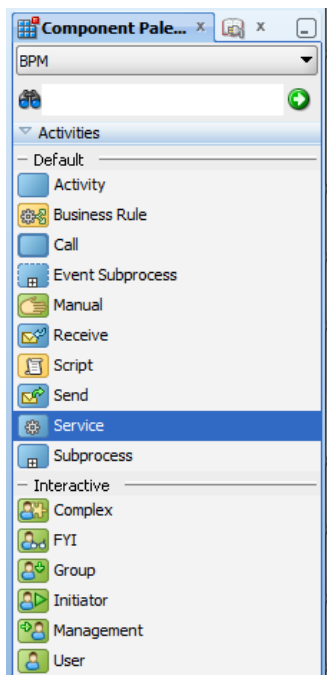 Component Pale...
BPM
Activities
Default
Activity
Business Rule
Call
Event Subprocess
Manual
Receive
Script
Send
Service
Subprocess
Interactive
Complex
FYI
Group
Initiator
Management
User